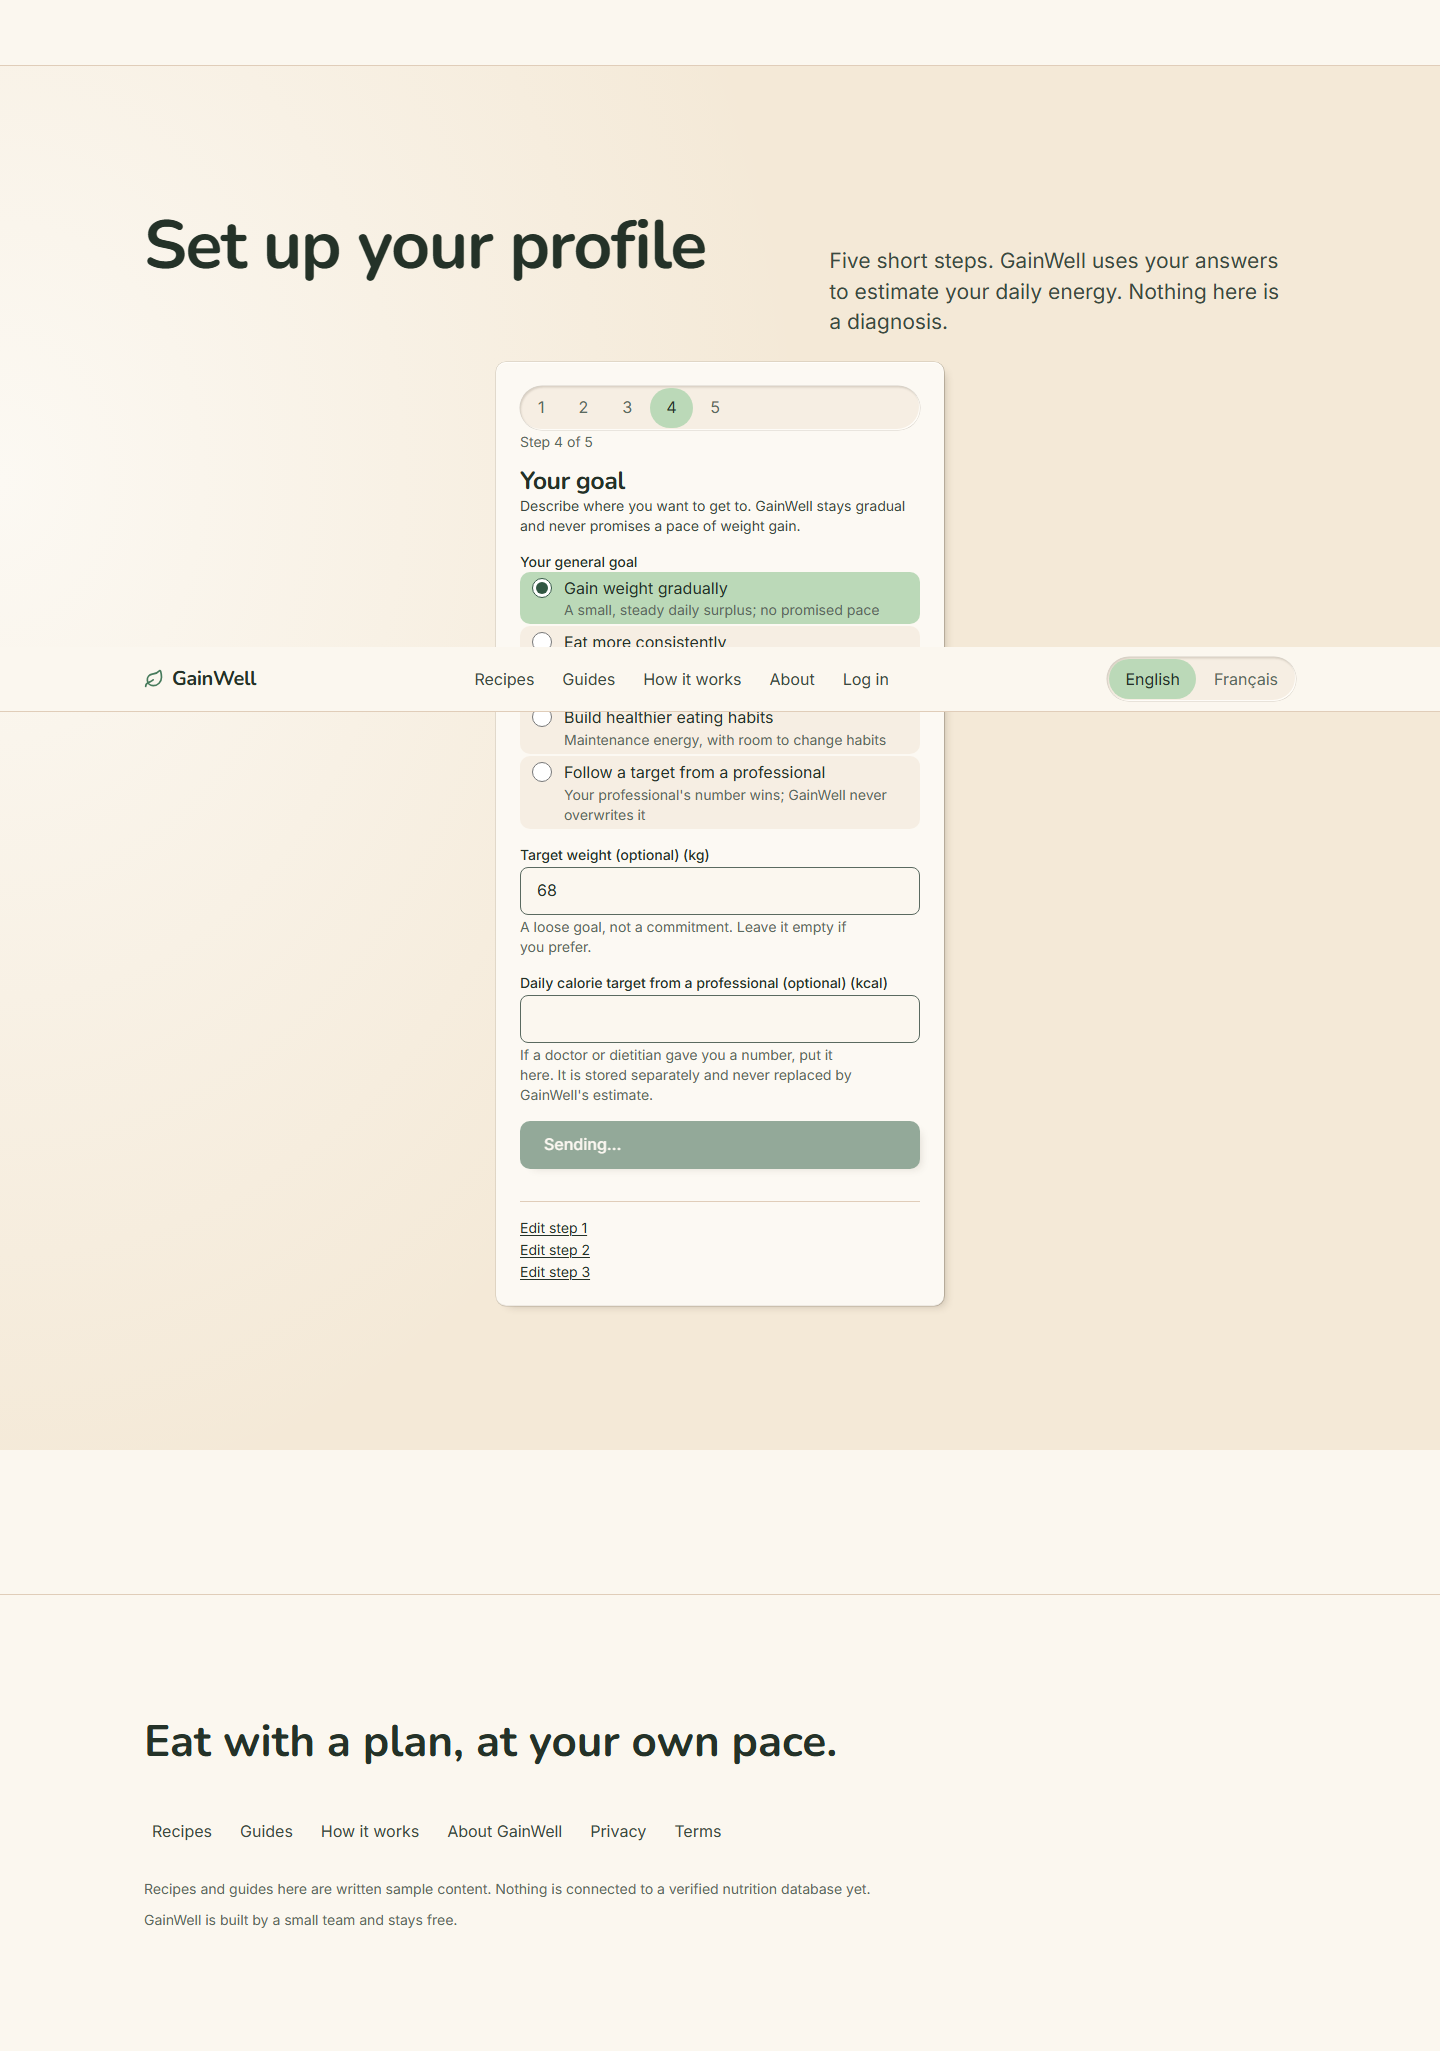 Set up your profile
Five short steps. GainWell uses your answers
to estimate your daily energy. Nothing here is
a diagnosis.
1 2 3 4 5
Step 4 of 5
Your goal
Describe where you want to get to. GainWell stays gradual
and never promises a pace of weight gain.
Your general goal
Gain weight gradually
A small, steady daily surplus; no promised pace
Eat more consistently
GainWell Recipes Guides How it works About Log in English Français
Build healthier eating habits
Maintenance energy, with room to change habits
Follow a target from a professional
Your professional's number wins; GainWell never
overwrites it
Target weight (optional) (kg)
68
A loose goal, not a commitment. Leave it empty if
you prefer.
Daily calorie target from a professional (optional) (kcal)
If a doctor or dietitian gave you a number, put it
here. It is stored separately and never replaced by
GainWell's estimate.
Sending...
Edit step 1
Edit step 2
Edit step 3
Eat with a plan, at your own pace.
Recipes Guides How it works About GainWell Privacy Terms
Recipes and guides here are written sample content. Nothing is connected to a verified nutrition database yet.
GainWell is built by a small team and stays free.